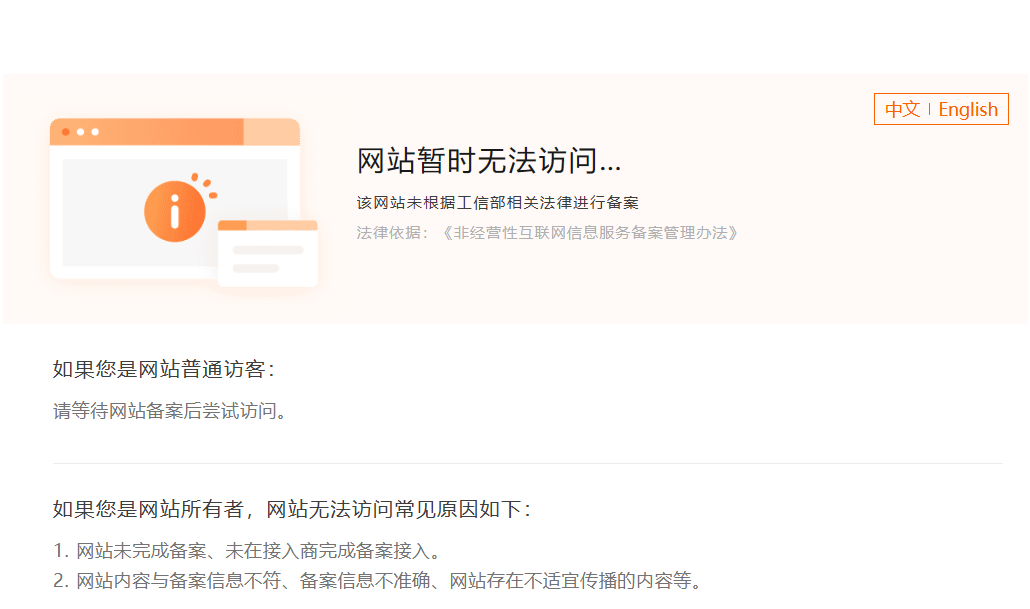 中文 | English
网站暂时无法访问...
该网站未根据工信部相关法律进行备案
法律依据：《非经营性互联网信息服务备案管理办法》
如果您是网站普通访客：
请等待网站备案后尝试访问。
如果您是网站所有者，网站无法访问常见原因如下：
1. 网站未完成备案、未在接入商完成备案接入。
2. 网站内容与备案信息不符、备案信息不准确、网站存在不适宜传播的内容等。